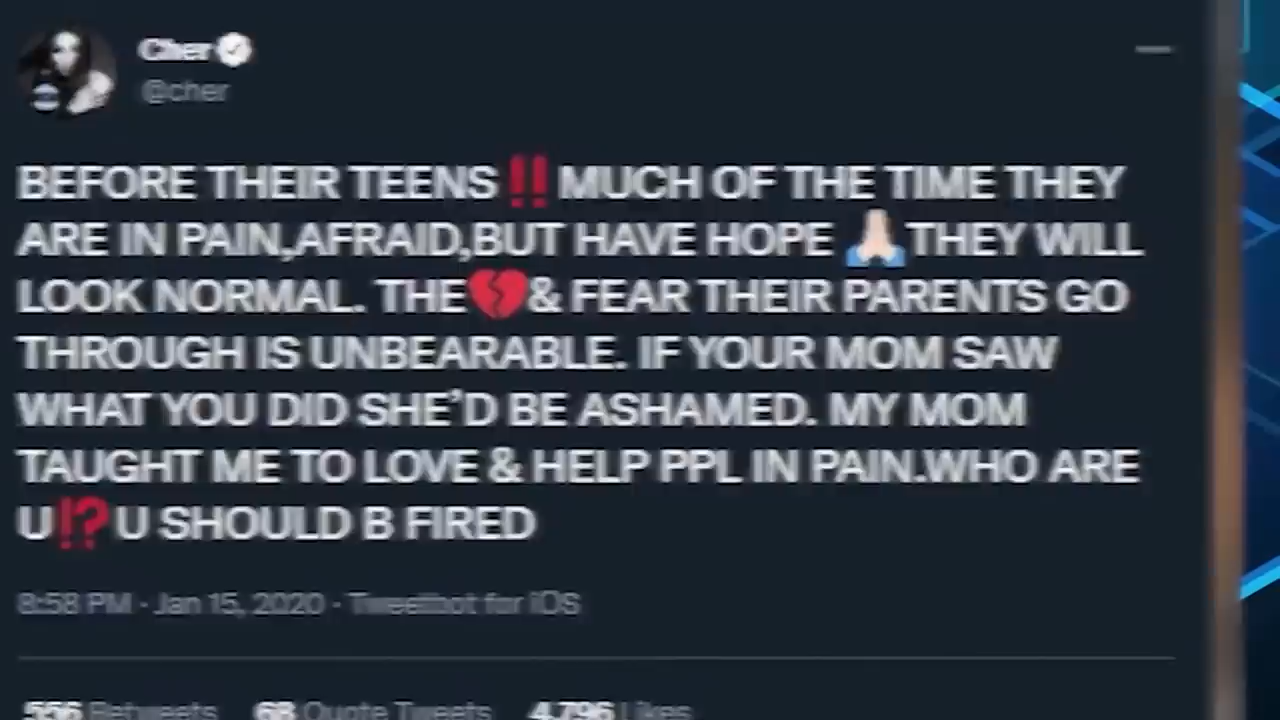 Cher
@cher
BEFORE THEIR TEENS ‼️ MUCH OF THE TIME THEY
ARE IN PAIN,AFRAID,BUT HAVE HOPE 🙏🏻THEY WILL
LOOK NORMAL. THE💔& FEAR THEIR PARENTS GO
THROUGH IS UNBEARABLE. IF YOUR MOM SAW
WHAT YOU DID SHE’D BE ASHAMED. MY MOM
TAUGHT ME TO LOVE & HELP PPL IN PAIN.WHO ARE
U⁉️U SHOULD B FIRED
8:58 PM · Jan 15, 2020 · Tweetbot for iOS
556 Retweets 68 Quote Tweets 4,796 Likes